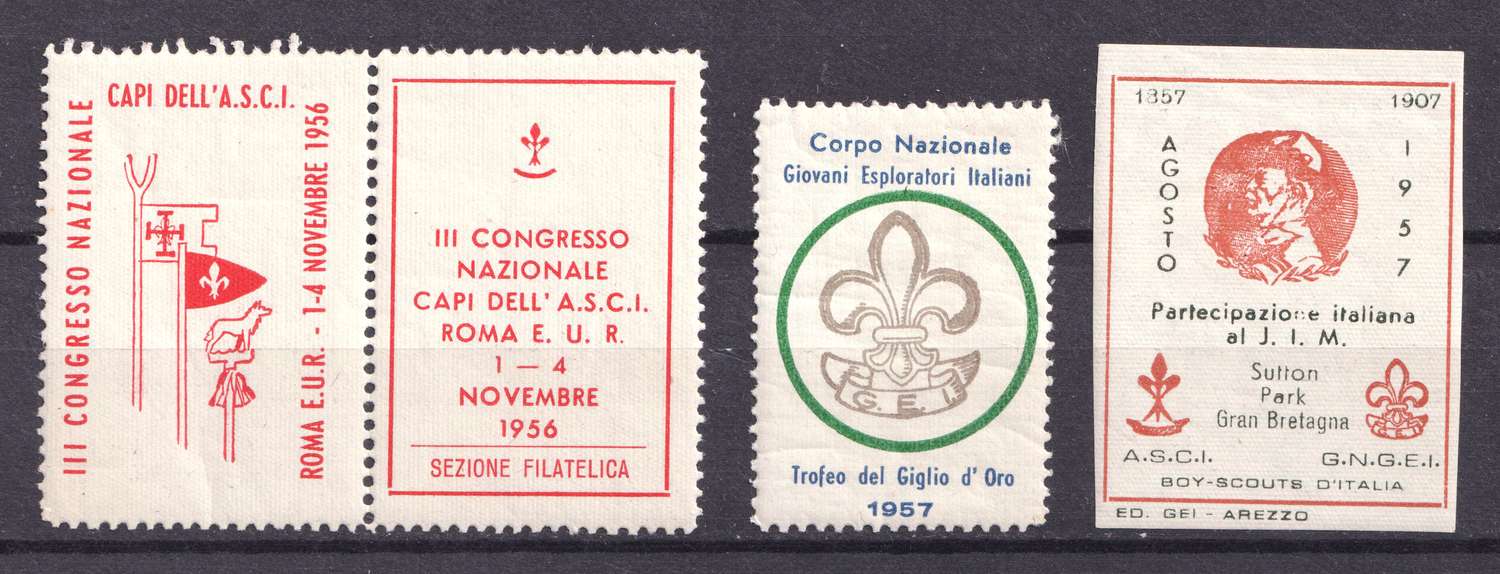 III CONGRESSO NAZIONALE
CAPI DELL'A.S.C.I.
ROMA E.U.R. - 1-4 NOVEMBRE 1956
III CONGRESSO
NAZIONALE
CAPI DELL'A.S.C.I.
ROMA E. U. R.
1 — 4
NOVEMBRE
1956
SEZIONE FILATELICA
Corpo Nazionale
Giovani Esploratori Italiani
G. E. I.
Trofeo del Giglio d'Oro
1957
1857 1907
AGOSTO
1957
Partecipazione italiana
al J. I. M.
Sutton
Park
Gran Bretagna
G E I
A.S.C.I. G.N.G.E.I.
BOY-SCOUTS D'ITALIA
ED. GEI - AREZZO